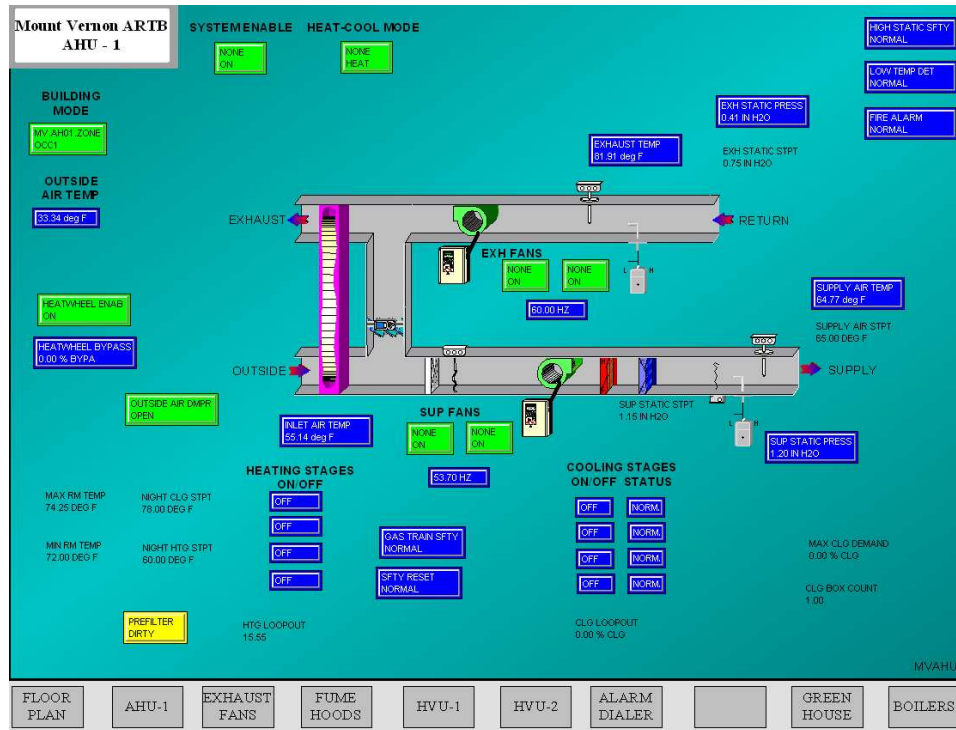 Mount Vernon ARTB
AHU - 1
SYSTEM ENABLE
NONE
ON
HEAT-COOL MODE
NONE
HEAT
HIGH STATIC SFTY
NORMAL
LOW TEMP DET
NORMAL
FIRE ALARM
NORMAL
BUILDING
MODE
MV.AH01.ZONE
OCC1
EXH STATIC PRESS
0.41 IN H2O
EXH STATIC STPT
0.75 IN H2O
EXHAUST TEMP
81.91 deg F
OUTSIDE
AIR TEMP
33.34 deg F
EXHAUST
RETURN
EXH FANS
NONE
ON
NONE
ON
60.00 HZ
L
H
SUPPLY AIR TEMP
64.77 deg F
SUPPLY AIR STPT
65.00 DEG F
HEATWHEEL ENAB
ON
HEATWHEEL BYPASS
0.00 % BYPA
OUTSIDE
SUPPLY
OUTSIDE AIR DMPR
OPEN
INLET AIR TEMP
55.14 deg F
SUP FANS
NONE
ON
NONE
ON
53.70 HZ
SUP STATIC STPT
1.15 IN H2O
L
H
SUP STATIC PRESS
1.20 IN H2O
HEATING STAGES
ON/OFF
OFF
OFF
OFF
OFF
COOLING STAGES
ON/OFF STATUS
OFF NORM.
OFF NORM.
OFF NORM.
OFF NORM.
MAX RM TEMP
74.25 DEG F
NIGHT CLG STPT
78.00 DEG F
MIN RM TEMP
72.00 DEG F
NIGHT HTG STPT
60.00 DEG F
GAS TRAIN SFTY
NORMAL
SFTY RESET
NORMAL
MAX CLG DEMAND
0.00 % CLG
CLG BOX COUNT
1.00
PREFILTER
DIRTY
HTG LOOPOUT
15.55
CLG LOOPOUT
0.00 % CLG
MVAHU
FLOOR
PLAN
AHU-1
EXHAUST
FANS
FUME
HOODS
HVU-1
HVU-2
ALARM
DIALER
GREEN
HOUSE
BOILERS